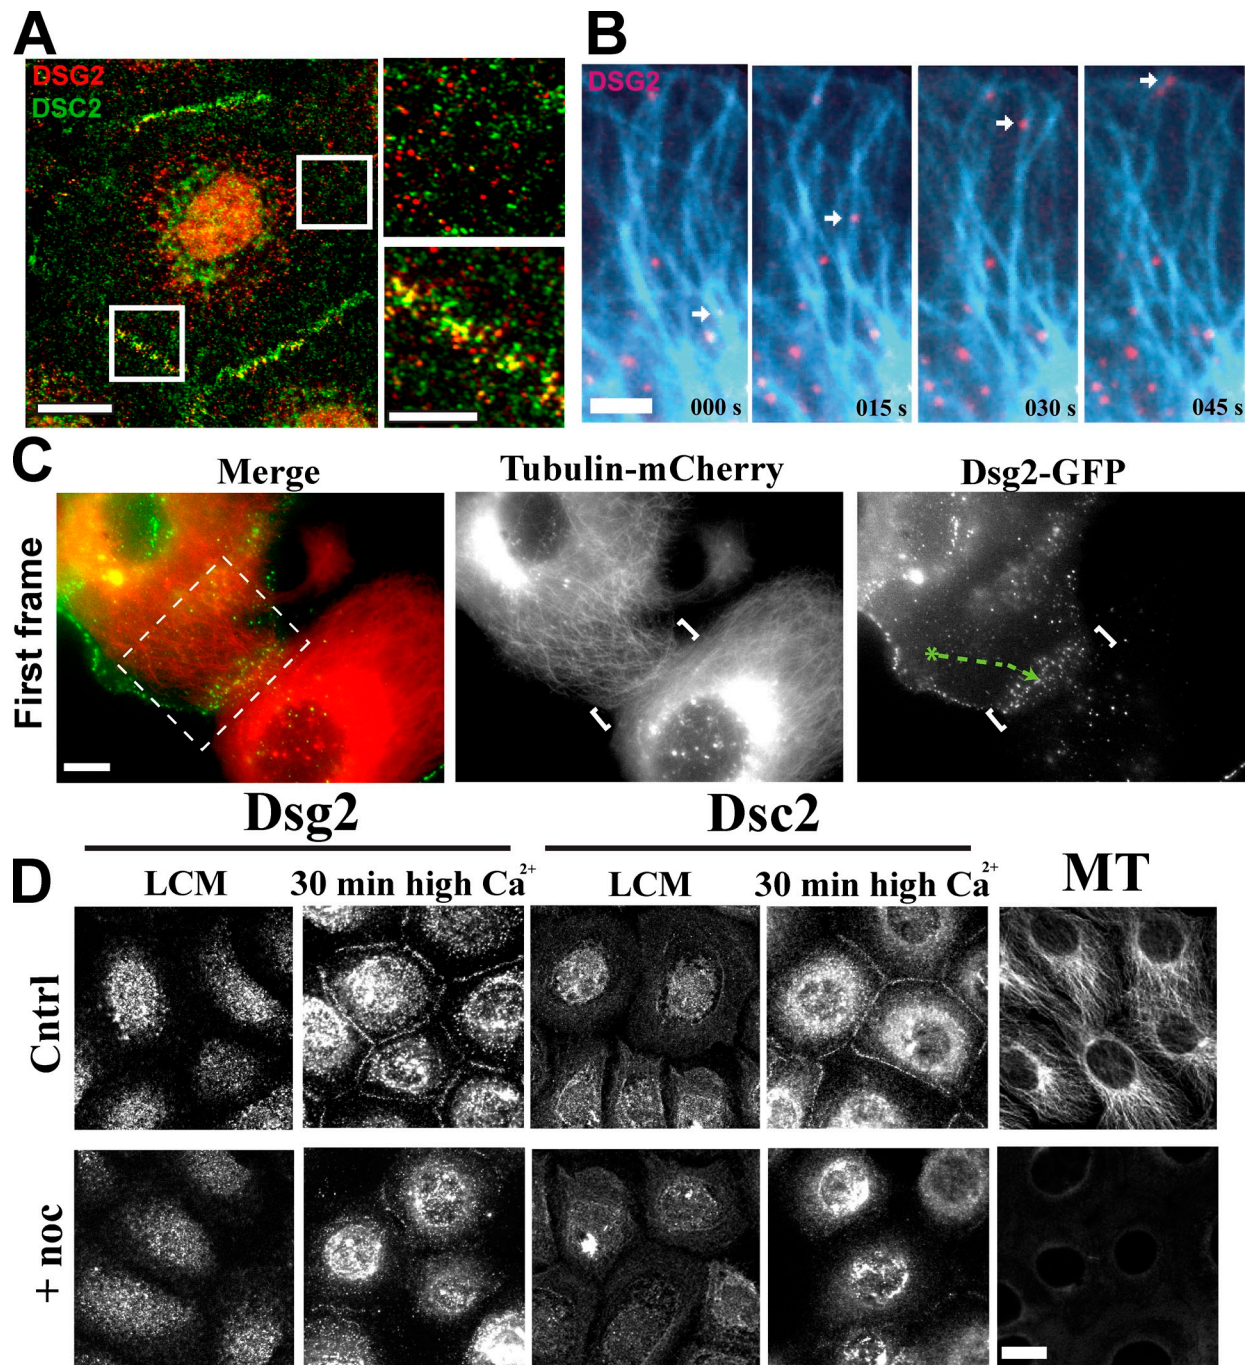 A
DSG2
DSC2
B
DSG2
000 s
015 s
030 s
045 s
C
Merge
Tubulin-mCherry
Dsg2-GFP
First frame
*
Dsg2
Dsc2
D
LCM
30 min high Ca²⁺
LCM
30 min high Ca²⁺
MT
Cntrl
+ noc